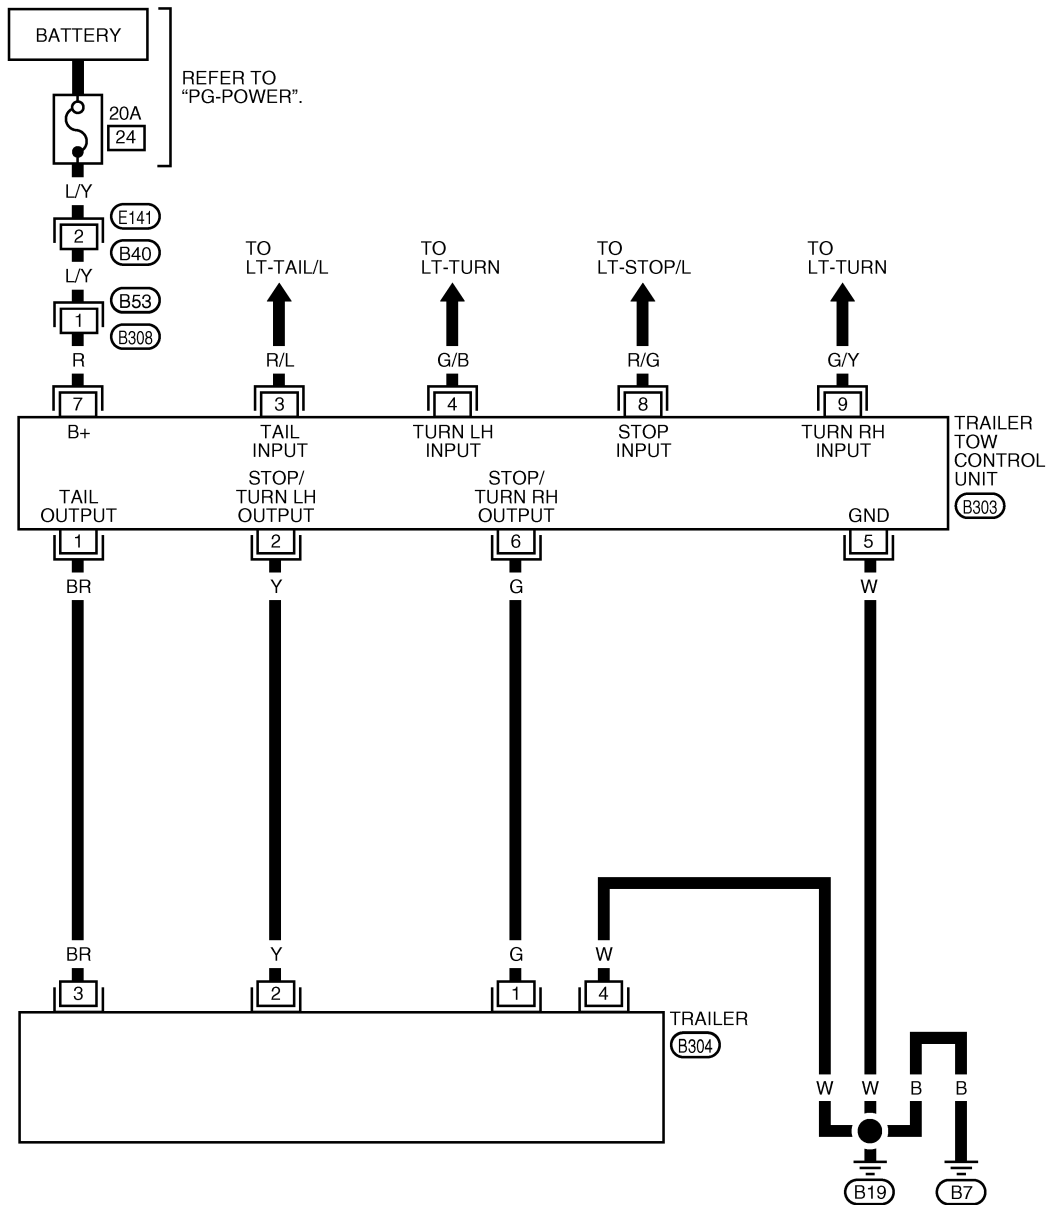 BATTERY
REFER TO
“PG-POWER”.
20A
24
L/Y
E141
2
B40
L/Y
B53
1
B308
R
7
TO
LT-TAIL/L
R/L
3
TO
LT-TURN
G/B
4
TO
LT-STOP/L
R/G
8
TO
LT-TURN
G/Y
9
B+
TAIL
INPUT
TURN LH
INPUT
STOP
INPUT
TURN RH
INPUT
TRAILER
TOW
CONTROL
UNIT
B303
TAIL
OUTPUT
STOP/
TURN LH
OUTPUT
STOP/
TURN RH
OUTPUT
GND
1
2
6
5
BR
Y
G
W
BR
Y
G
W
3
2
1
4
TRAILER
B304
W
W
B
B
B19
B7